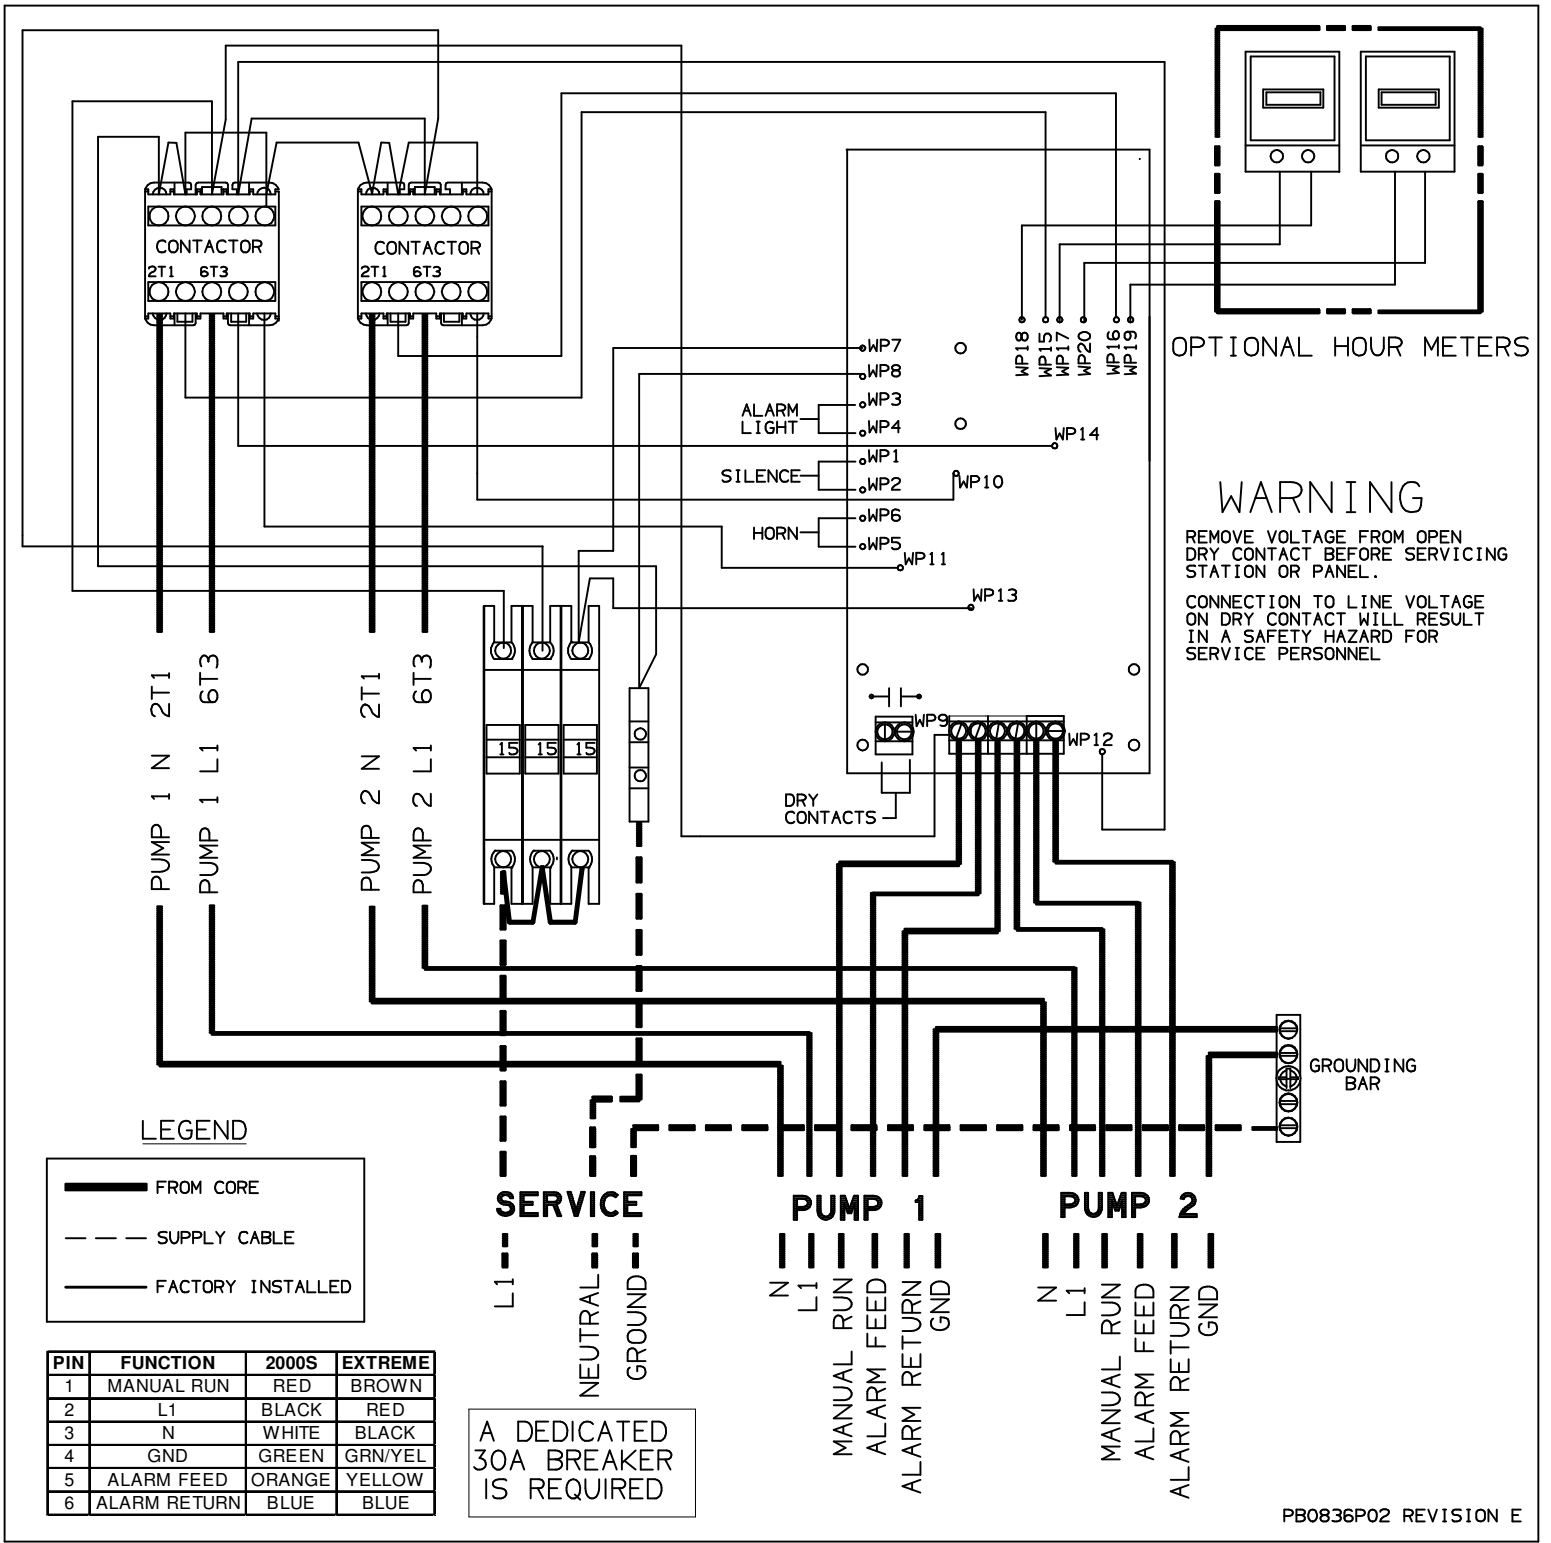 CONTACTOR
2T1 6T3
CONTACTOR
2T1 6T3
WP18
WP15
WP17
WP20
WP16
WP19
OPTIONAL HOUR METERS
WP7
WP8
ALARM
LIGHT
WP3
WP4
WP14
SILENCE
WP1
WP2
WP10
HORN
WP6
WP5
WP11
WP13
WARNING
REMOVE VOLTAGE FROM OPEN
DRY CONTACT BEFORE SERVICING
STATION OR PANEL.
CONNECTION TO LINE VOLTAGE
ON DRY CONTACT WILL RESULT
IN A SAFETY HAZARD FOR
SERVICE PERSONNEL
PUMP 1 N 2T1
PUMP 1 L1 6T3
PUMP 2 N 2T1
PUMP 2 L1 6T3
15 15 15
WP9
WP12
DRY
CONTACTS
GROUNDING
BAR
LEGEND
FROM CORE
SUPPLY CABLE
FACTORY INSTALLED
SERVICE
L1
NEUTRAL
GROUND
PUMP 1
N
L1
MANUAL RUN
ALARM FEED
ALARM RETURN
GND
PUMP 2
N
L1
MANUAL RUN
ALARM FEED
ALARM RETURN
GND
PIN FUNCTION 2000S EXTREME
1 MANUAL RUN RED BROWN
2 L1 BLACK RED
3 N WHITE BLACK
4 GND GREEN GRN/YEL
5 ALARM FEED ORANGE YELLOW
6 ALARM RETURN BLUE BLUE
A DEDICATED
30A BREAKER
IS REQUIRED
PB0836P02 REVISION E